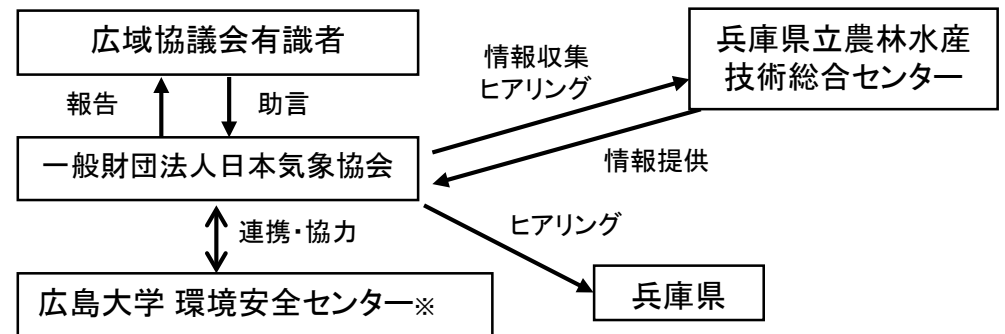 広域協議会有識者
兵庫県立農林水産
技術総合センター
情報収集
ヒアリング
報告
助言
一般財団法人日本気象協会
情報提供
ヒアリング
連携・協力
兵庫県
広島大学 環境安全センター※